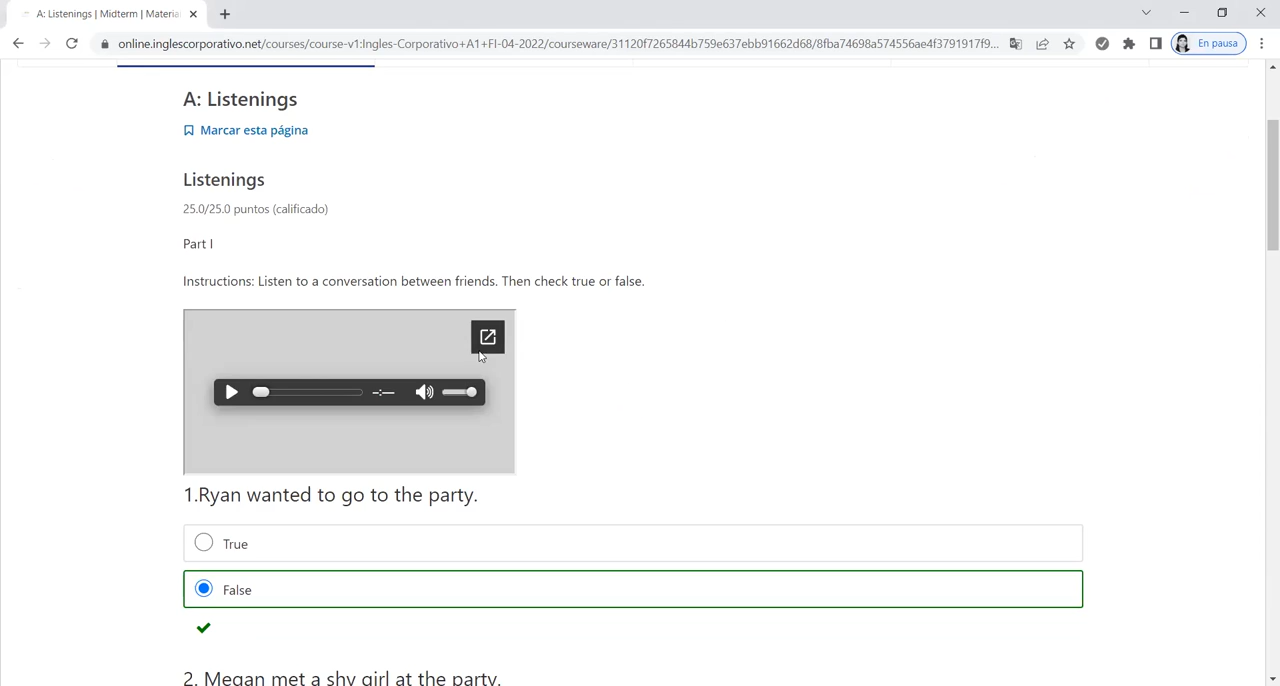 A: Listenings | Midterm | Materia
online.inglescorporativo.net/courses/course-v1:Ingles-Corporativo+A1+FI-04-2022/courseware/31120f7265844b759e637ebb91662d68/8fba74698a574556ae4f3791917f9...
En pausa
A: Listenings
Marcar esta página
Listenings
25.0/25.0 puntos (calificado)
Part I
Instructions: Listen to a conversation between friends. Then check true or false.
-:--
1.Ryan wanted to go to the party.
True
False
2. Megan met a shy girl at the party.